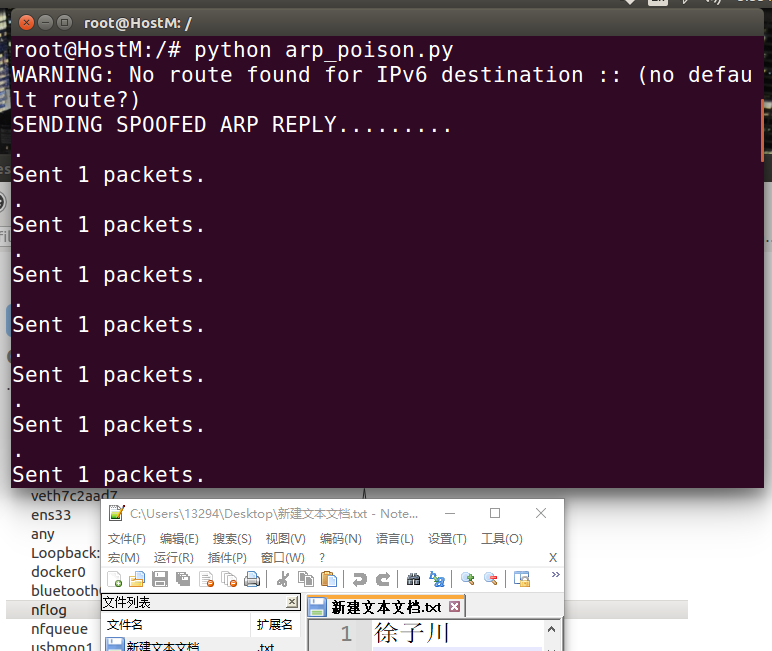 root@HostM: /
root@HostM:/# python arp_poison.py
WARNING: No route found for IPv6 destination :: (no defau
lt route?)
SENDING SPOOFED ARP REPLY.........
.
Sent 1 packets.
.
Sent 1 packets.
.
Sent 1 packets.
.
Sent 1 packets.
.
Sent 1 packets.
.
Sent 1 packets.
.
Sent 1 packets.
veth7c2aad7
ens33
any
Loopback:
docker0
bluetooth
nflog
nfqueue
usbmon1
C:\Users\13294\Desktop\新建文本文档.txt - Note...
文件(F) 编辑(E) 搜索(S) 视图(V) 编码(N) 语言(L) 设置(T) 工具(O)
宏(M) 运行(R) 插件(P) 窗口(W) ? X
文件列表
文件名 扩展名
新建文本文档 .txt
新建文本文档.txt
1 徐子川